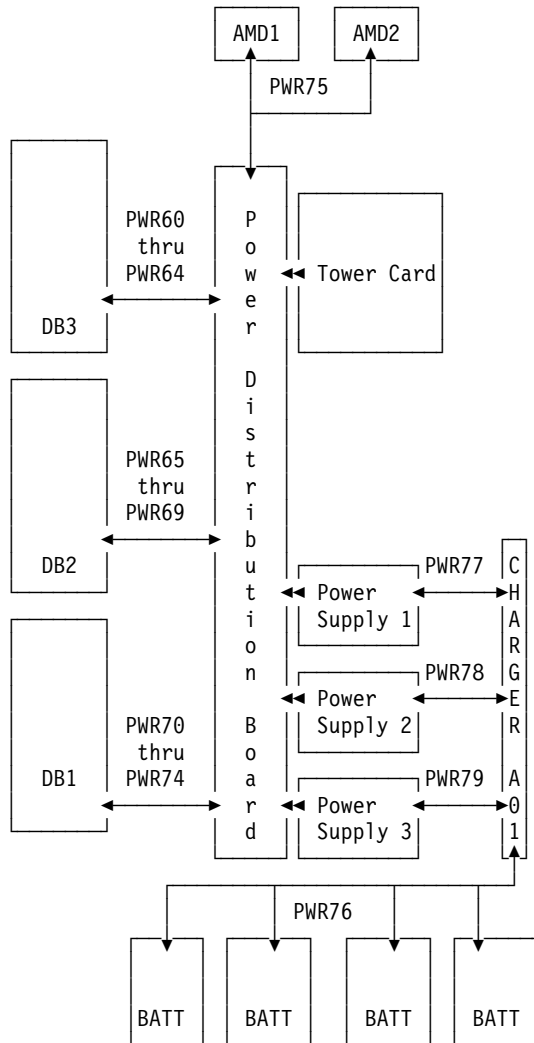 AMD1
AMD2
PWR75
PWR60
thru
PWR64
DB3
Power Distribution Board
Tower Card
PWR65
thru
PWR69
DB2
PWR77
Power
Supply 1
CHARGER A01
PWR78
Power
Supply 2
PWR70
thru
PWR74
DB1
PWR79
Power
Supply 3
PWR76
BATT
BATT
BATT
BATT